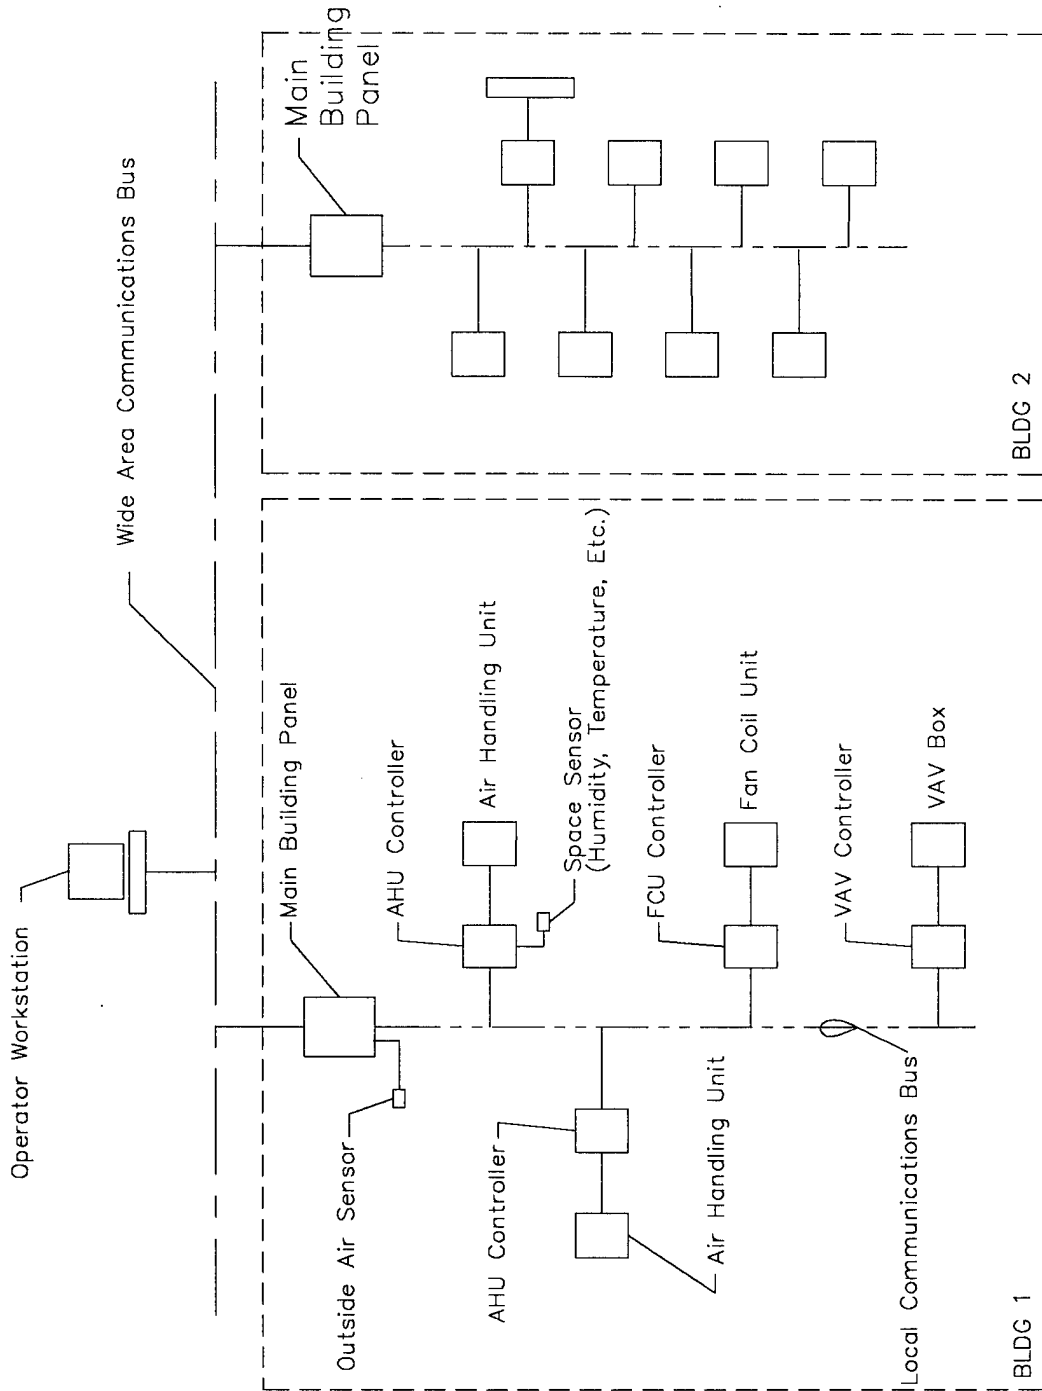 Operator Workstation
Wide Area Communications Bus
Main Building Panel
Outside Air Sensor
AHU Controller
Air Handling Unit
Space Sensor
(Humidity, Temperature, Etc.)
AHU Controller
Air Handling Unit
FCU Controller
Fan Coil Unit
Local Communications Bus
VAV Controller
VAV Box
BLDG 1
Main
Building
Panel
BLDG 2